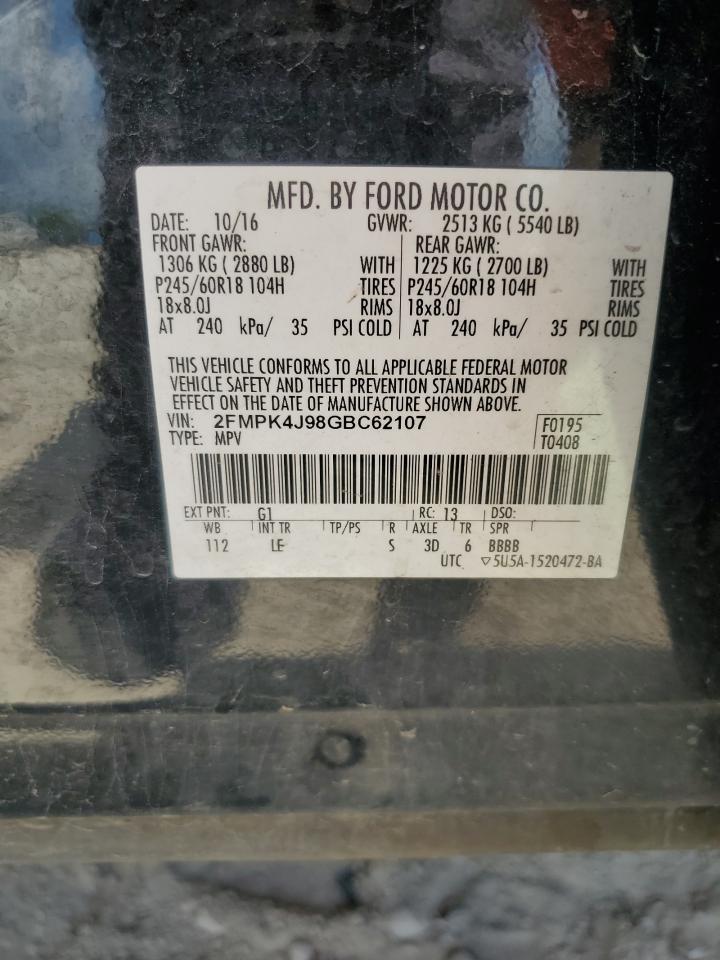 MFD. BY FORD MOTOR CO.
DATE: 10/16 GVWR: 2513 KG ( 5540 LB)
FRONT GAWR: REAR GAWR:
1306 KG ( 2880 LB) WITH 1225 KG ( 2700 LB) WITH
P245/60R18 104H TIRES P245/60R18 104H TIRES
18x8.0J RIMS 18x8.0J RIMS
AT 240 kPa/ 35 PSI COLD AT 240 kPa/ 35 PSI COLD
THIS VEHICLE CONFORMS TO ALL APPLICABLE FEDERAL MOTOR
VEHICLE SAFETY AND THEFT PREVENTION STANDARDS IN
EFFECT ON THE DATE OF MANUFACTURE SHOWN ABOVE.
VIN: 2FMPK4J98GBC62107 F0195
TYPE: MPV T0408
EXT PNT: G1 RC: 13 DSO:
WB INT TR TP/PS R AXLE TR SPR
112 LE S 3D 6 BBBB
UTC ▽5U5A-1520472-BA